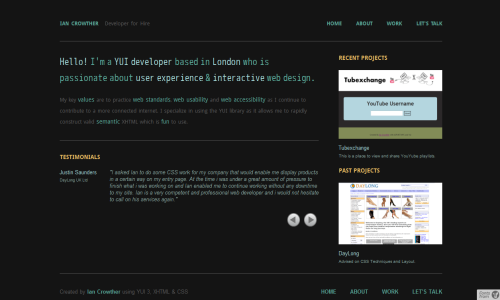 IAN CROWTHER Developer for Hire
HOME ABOUT WORK LET'S TALK
Hello! I'm a YUI developer based in London who is
passionate about user experience & interactive web design.
My key values are to practice web standards, web usability and web accessibility as I continue to
contribute to a more connected internet. I specialize in using the YUI library as it allows me to rapidly
construct valid semantic XHTML which is fun to use.
TESTIMONIALS
Justin Saunders
DayLong UK Ltd
"I asked Ian to do some CSS work for my company that would enable me display products
in a certain way on my entry page. At the time i was under a great amount of pressure to
finish what i was working on and Ian enabled me to continue working without any downtime
to my site. Ian is a very competent and professional web developer and i would not hesitate
to call on his services again."
RECENT PROJECTS
Tubexchange
YouTube Username
Tubexchange
This is a place to view and share YouTube playlists.
PAST PROJECTS
DAYLONG
DayLong
Advised on CSS Techniques and Layout.
Created by Ian Crowther using YUI 3, XHTML & CSS
HOME ABOUT WORK LET'S TALK